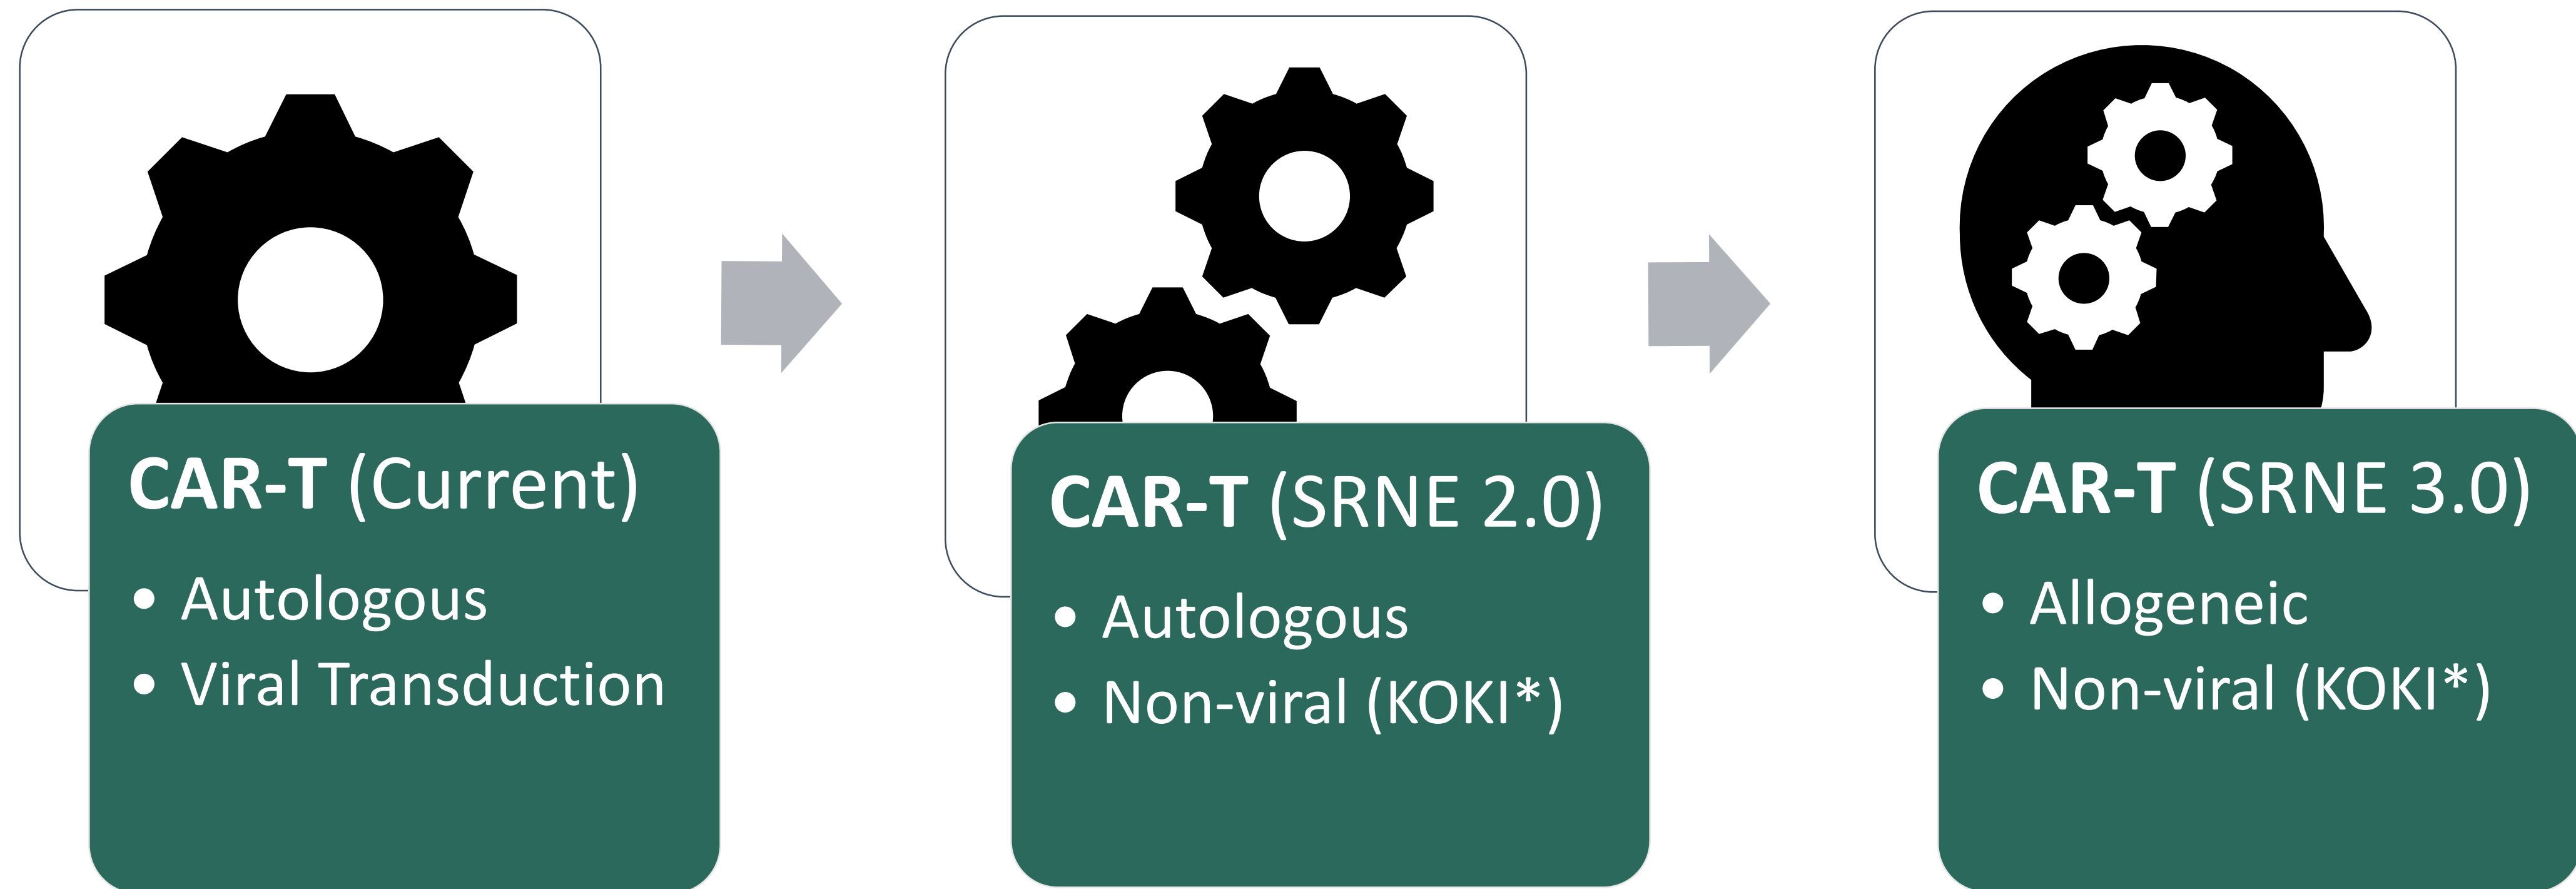 CAR-T (Current)
• Autologous
• Viral Transduction
CAR-T (SRNE 2.0)
• Autologous
• Non-viral (KOKI*)
CAR-T (SRNE 3.0)
• Allogeneic
• Non-viral (KOKI*)